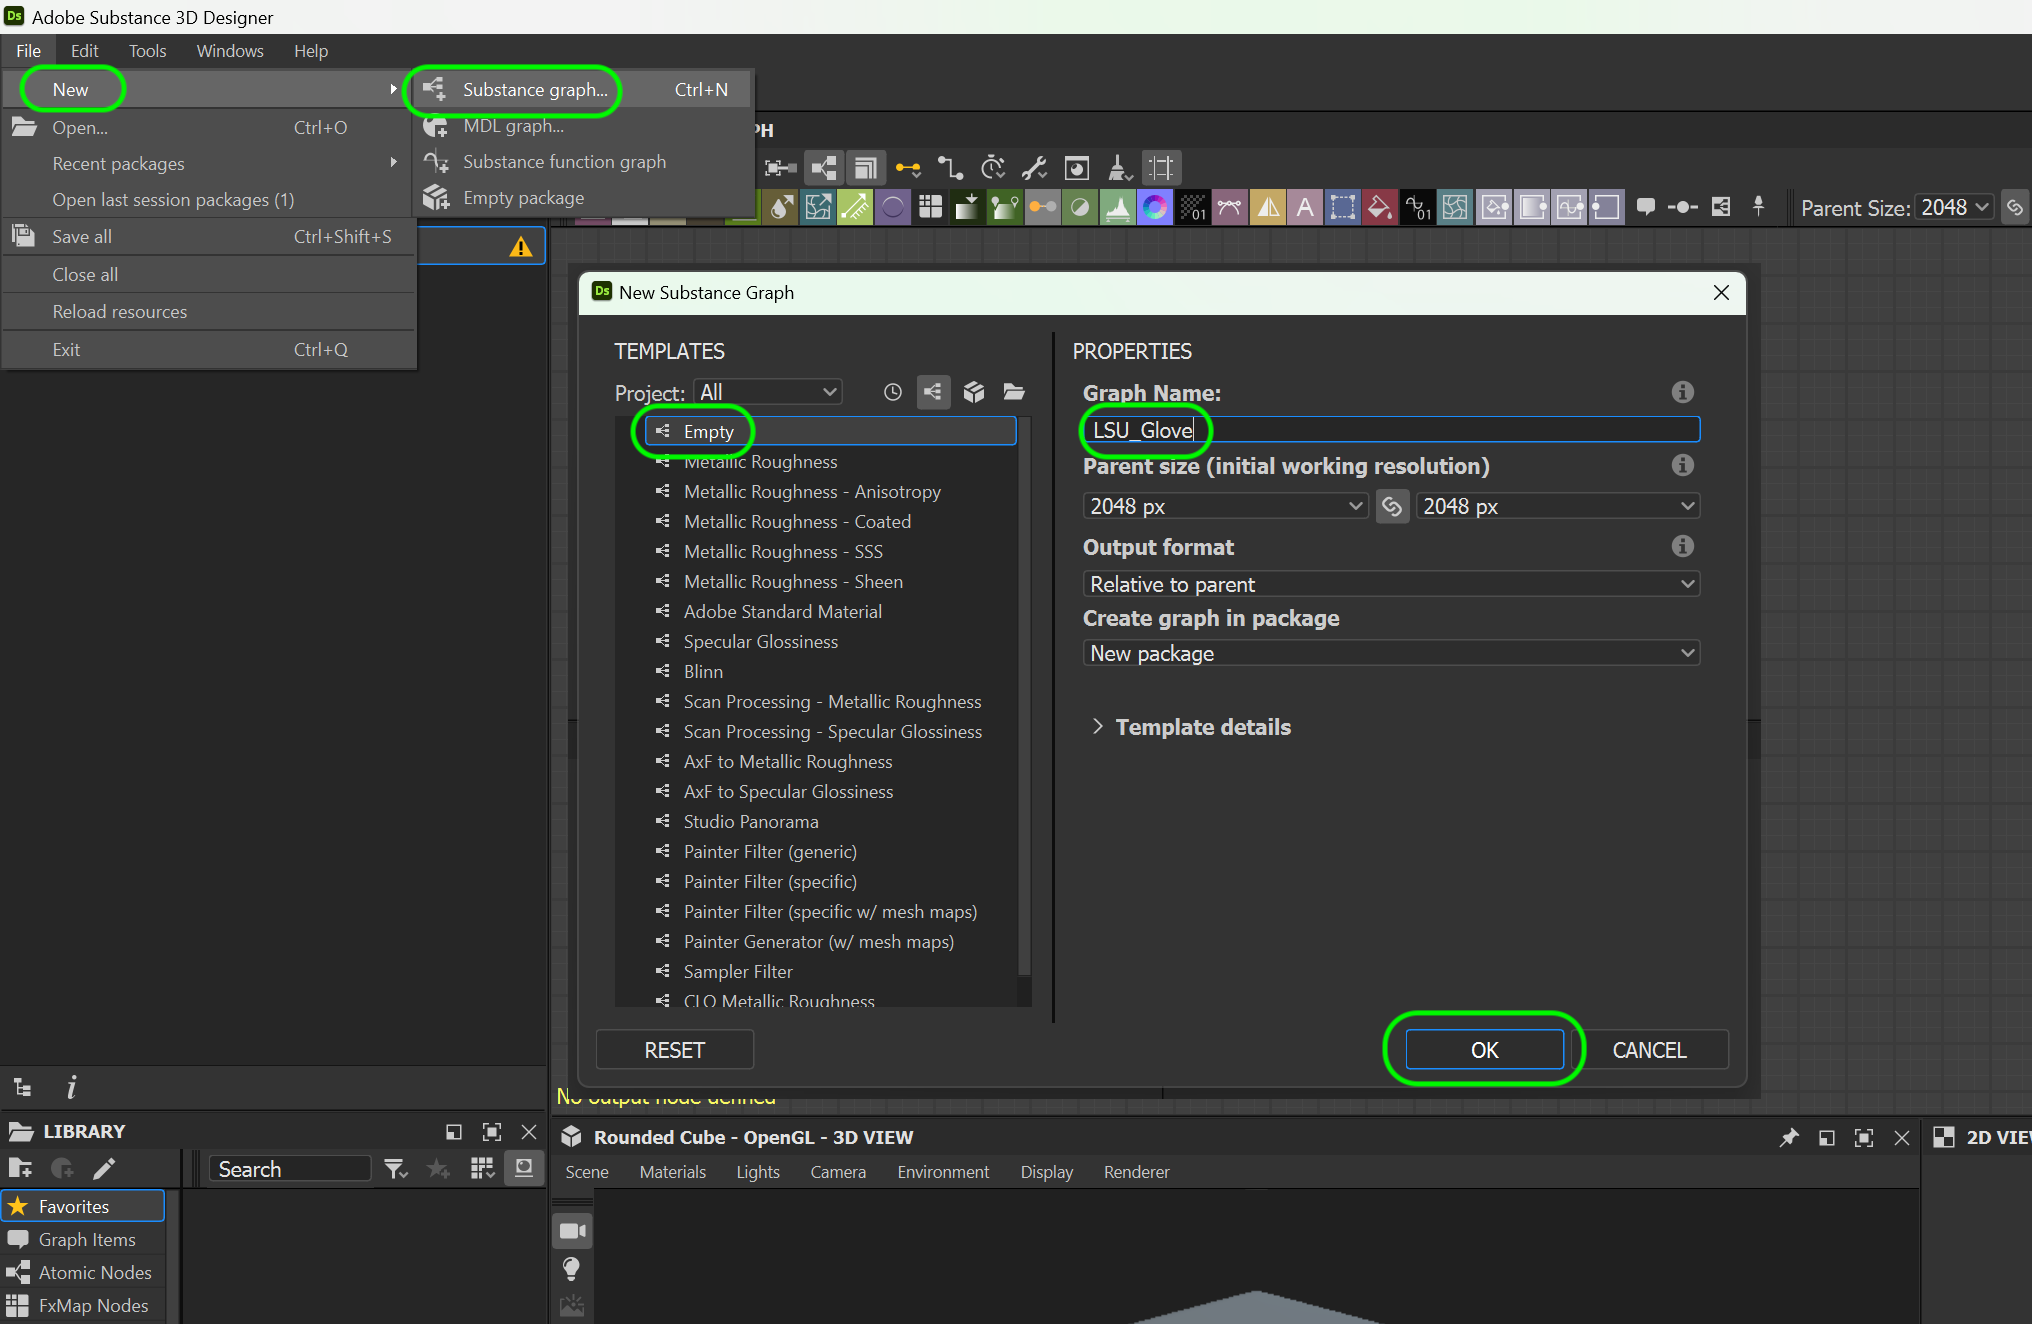 Ds Adobe Substance 3D Designer
File Edit Tools Windows Help
New Substance graph... Ctrl+N
Open... Ctrl+O MDL graph... PH
Recent packages Substance function graph
Open last session packages (1) Empty package 01 A 01 Parent Size: 2048
Save all Ctrl+Shift+S
Close all
Reload resources
Exit Ctrl+Q
Ds New Substance Graph
TEMPLATES
Project: All
Empty
Metallic Roughness
Metallic Roughness - Anisotropy
Metallic Roughness - Coated
Metallic Roughness - SSS
Metallic Roughness - Sheen
Adobe Standard Material
Specular Glossiness
Blinn
Scan Processing - Metallic Roughness
Scan Processing - Specular Glossiness
AxF to Metallic Roughness
AxF to Specular Glossiness
Studio Panorama
Painter Filter (generic)
Painter Filter (specific)
Painter Filter (specific w/ mesh maps)
Painter Generator (w/ mesh maps)
Sampler Filter
CLO Metallic Roughness
PROPERTIES
Graph Name:
LSU_Glove
Parent size (initial working resolution)
2048 px 2048 px
Output format
Relative to parent
Create graph in package
New package
Template details
RESET OK CANCEL
No output node defined
i
LIBRARY
Search
Favorites
Graph Items
Atomic Nodes
FxMap Nodes
Rounded Cube - OpenGL - 3D VIEW
Scene Materials Lights Camera Environment Display Renderer
2D VIEW